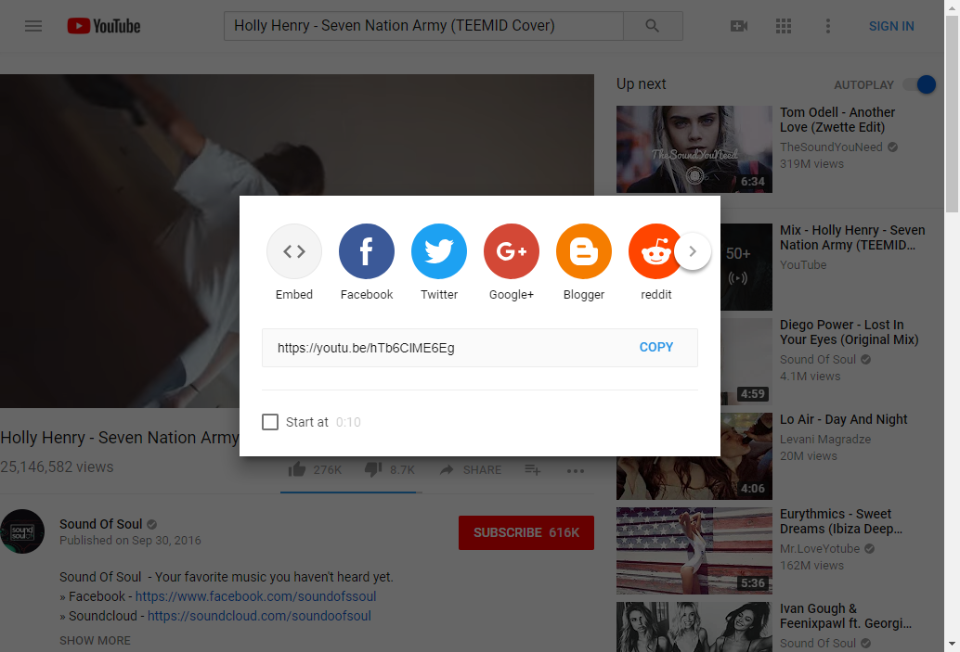 YouTube
Holly Henry - Seven Nation Army (TEEMID Cover)
SIGN IN
Up next
AUTOPLAY
TheSoundYouNeed
6:34
Tom Odell - Another
Love (Zwette Edit)
TheSoundYouNeed
319M views
50+
Mix - Holly Henry - Seven
Nation Army (TEEMID...
YouTube
Diego Power - Lost In
Your Eyes (Original Mix)
Sound Of Soul
4.1M views
4:59
Lo Air - Day And Night
Levani Magradze
20M views
4:06
Eurythmics - Sweet
Dreams (Ibiza Deep...
Mr.LoveYotube
162M views
5:36
Ivan Gough &
Feenixpawl ft. Georgi...
Sound Of Soul
Embed
Facebook
Twitter
Google+
Blogger
reddit
https://youtu.be/hTb6CIME6Eg
COPY
Start at 0:10
Holly Henry - Seven Nation Army
25,146,582 views
276K
8.7K
SHARE
sound
soul
Sound Of Soul
Published on Sep 30, 2016
SUBSCRIBE 616K
Sound Of Soul - Your favorite music you haven't heard yet.
» Facebook - https://www.facebook.com/soundofssoul
» Soundcloud - https://soundcloud.com/soundoofsoul
SHOW MORE